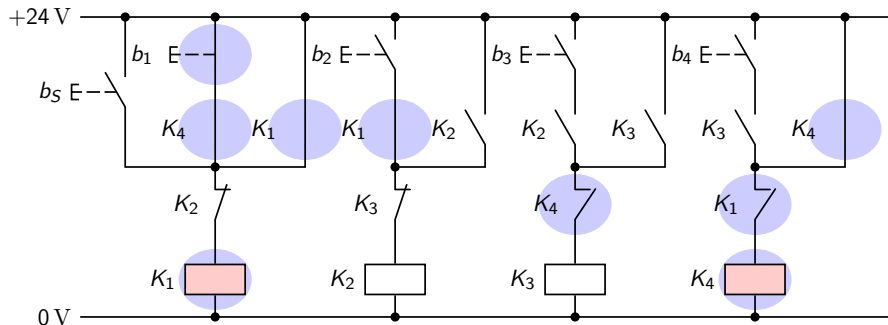 +24 V
b1 b2 b3 b4
bS
K4 K1 K1 K2 K2 K3 K3 K4
K2 K3 K4 K1
K1 K2 K3 K4
0 V